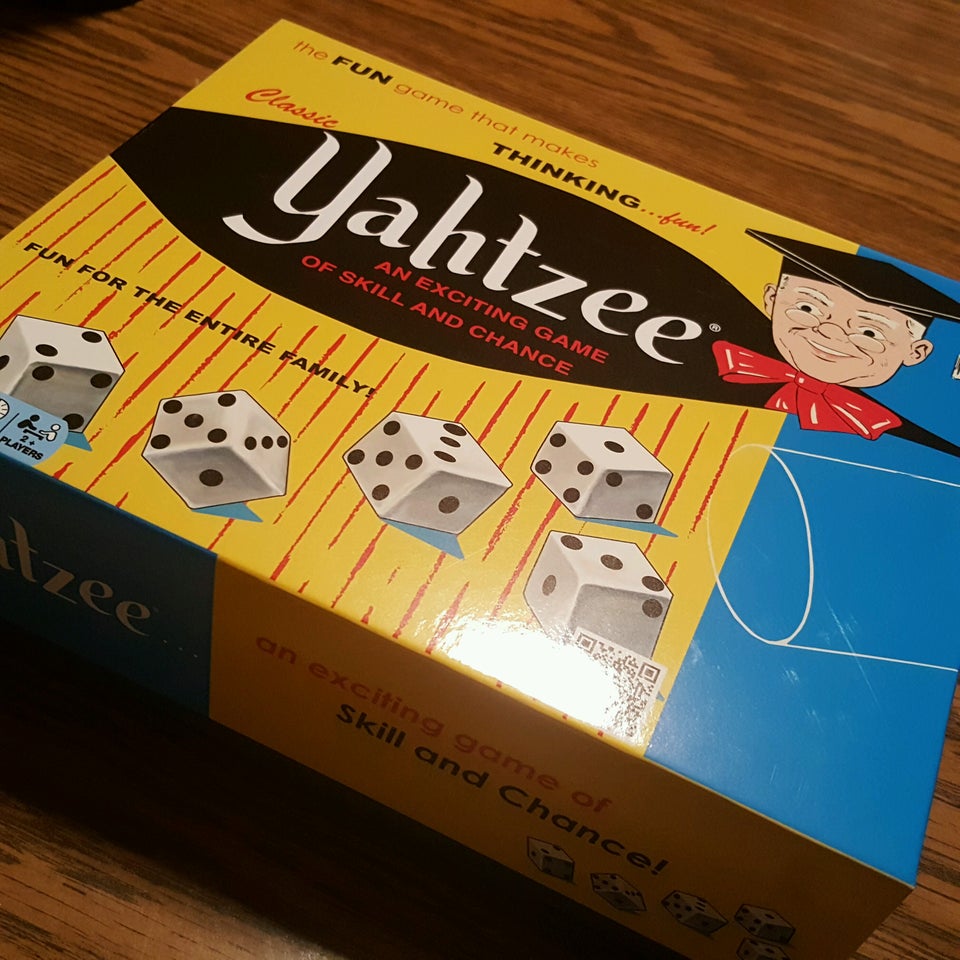 the FUN game that makes
THINKING...fun!
Classic
Yahtzee®
AN EXCITING GAME
OF SKILL AND CHANCE
FUN FOR THE ENTIRE FAMILY!
2+
PLAYERS
htzee
an exciting game of
Skill and Chance!